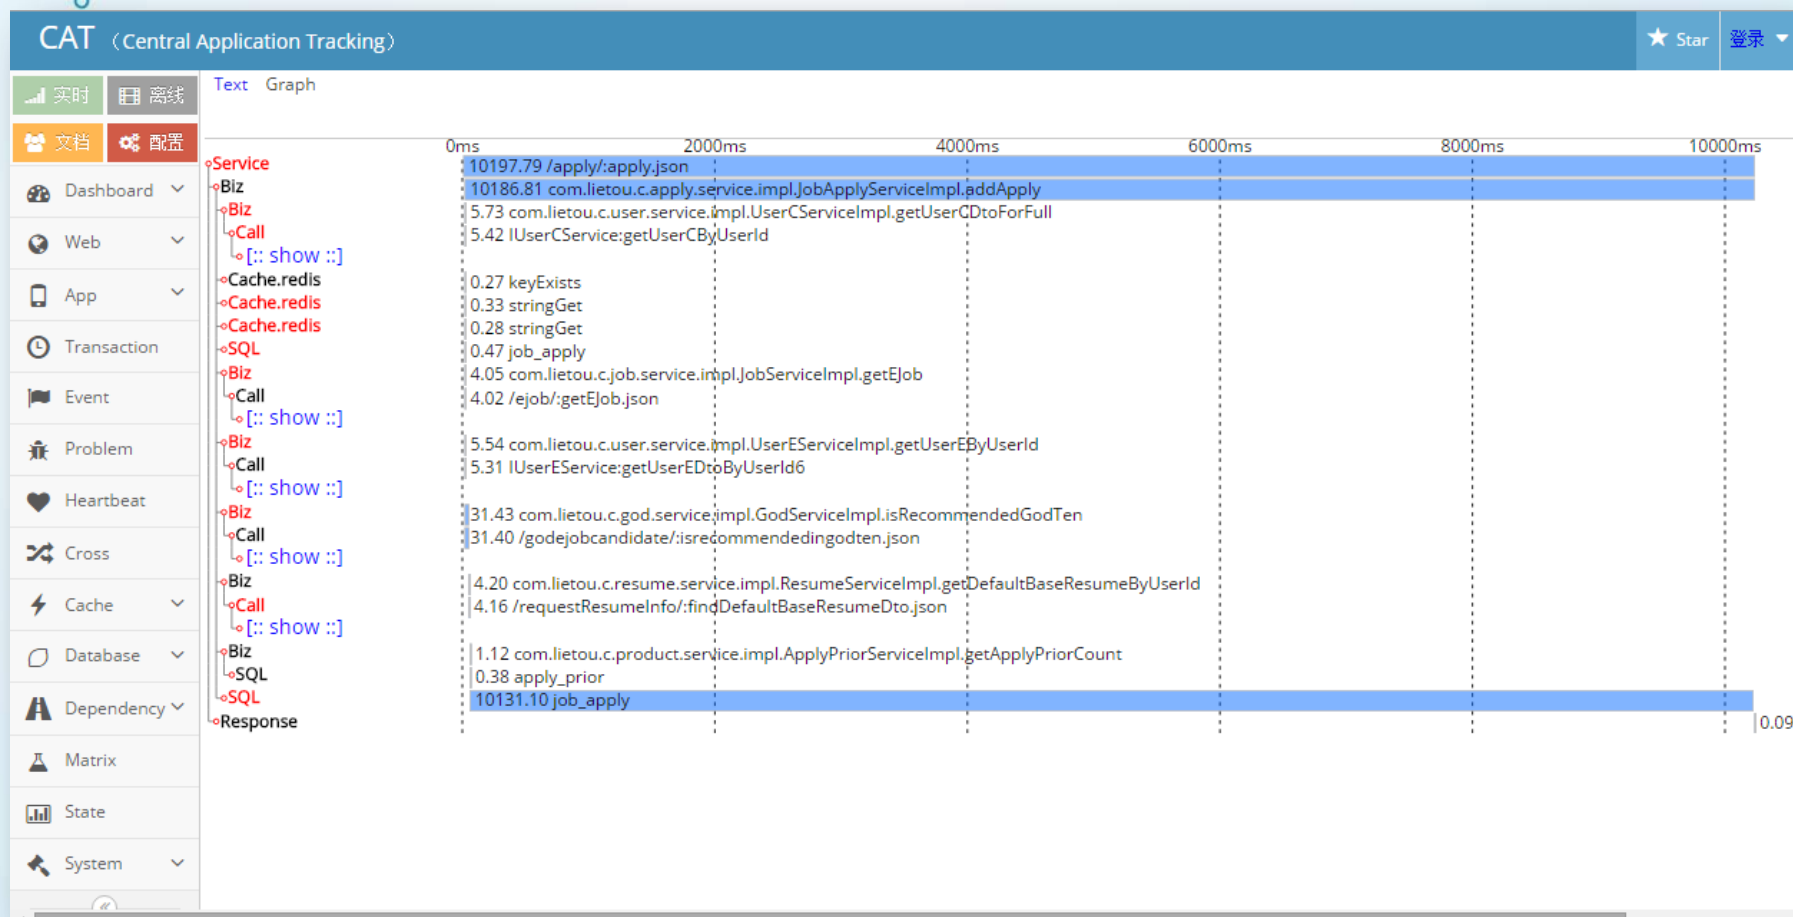 CAT （Central Application Tracking）
Star
登录
实时
离线
文档
配置
Dashboard
Web
App
Transaction
Event
Problem
Heartbeat
Cross
Cache
Database
Dependency
Matrix
State
System
Text Graph
0ms 2000ms 4000ms 6000ms 8000ms 10000ms
Service 10197.79 /apply/:apply.json
Biz 10186.81 com.lietou.c.apply.service.impl.JobApplyServiceImpl.addApply
Biz 5.73 com.lietou.c.user.service.impl.UserCServiceImpl.getUserCDtoForFull
Call 5.42 IUserCService:getUserCByUserId
[:: show ::]
Cache.redis 0.27 keyExists
Cache.redis 0.33 stringGet
Cache.redis 0.28 stringGet
SQL 0.47 job_apply
Biz 4.05 com.lietou.c.job.service.impl.JobServiceImpl.getEJob
Call 4.02 /ejob/:getEJob.json
[:: show ::]
Biz 5.54 com.lietou.c.user.service.impl.UserEServiceImpl.getUserEByUserId
Call 5.31 IUserEService:getUserEDtoByUserId6
[:: show ::]
Biz 31.43 com.lietou.c.god.service.impl.GodServiceImpl.isRecommendedGodTen
Call 31.40 /godejobcandidate/:isrecommendedingodten.json
[:: show ::]
Biz 4.20 com.lietou.c.resume.service.impl.ResumeServiceImpl.getDefaultBaseResumeByUserId
Call 4.16 /requestResumeInfo/:findDefaultBaseResumeDto.json
[:: show ::]
Biz 1.12 com.lietou.c.product.service.impl.ApplyPriorServiceImpl.getApplyPriorCount
SQL 0.38 apply_prior
SQL 10131.10 job_apply
Response 0.09